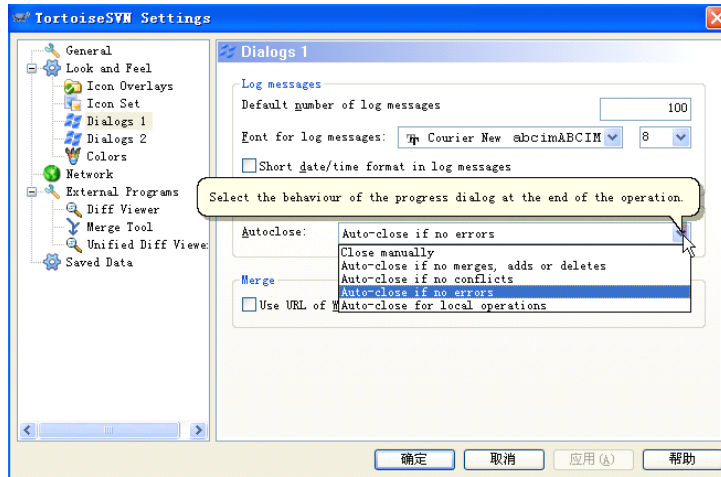 TortoiseSVN Settings
General
Look and Feel
Icon Overlays
Icon Set
Dialogs 1
Dialogs 2
Colors
Network
External Programs
Diff Viewer
Merge Tool
Unified Diff Viewe
Saved Data
Dialogs 1
Log messages
Default number of log messages 100
Font for log messages: Courier New abcimABCIM 8
Short date/time format in log messages
Select the behaviour of the progress dialog at the end of the operation.
Autoclose: Auto-close if no errors
Close manually
Auto-close if no merges, adds or deletes
Auto-close if no conflicts
Auto-close if no errors
Auto-close for local operations
Merge
Use URL of
确定 取消 应用(A) 帮助